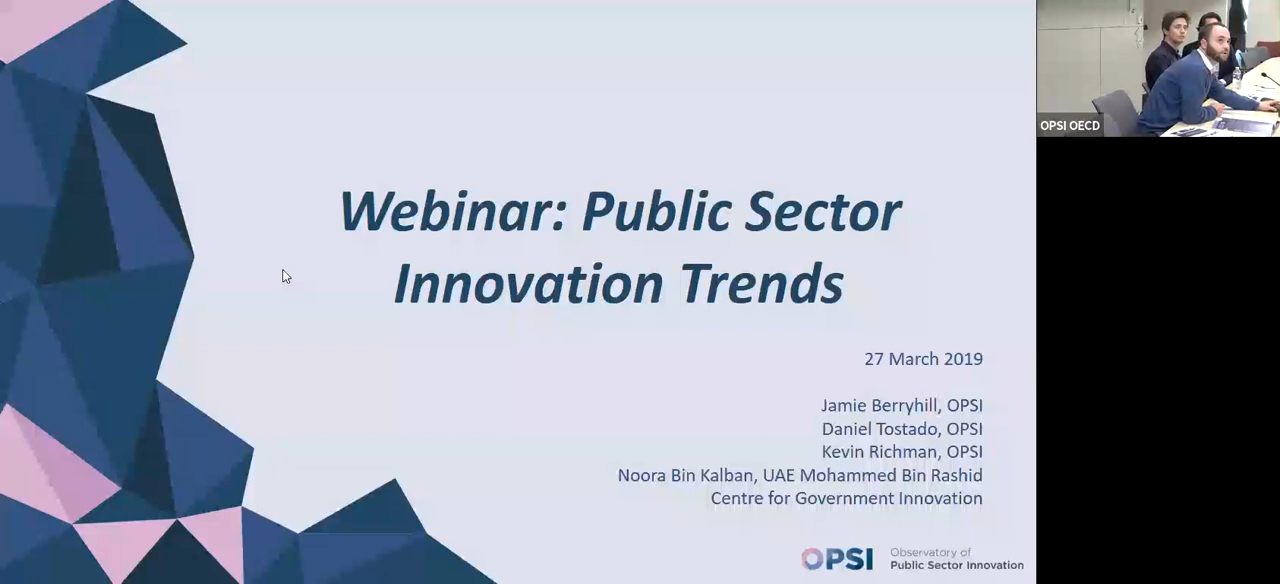 Webinar: Public Sector
Innovation Trends
27 March 2019
Jamie Berryhill, OPSI
Daniel Tostado, OPSI
Kevin Richman, OPSI
Noora Bin Kalban, UAE Mohammed Bin Rashid
Centre for Government Innovation
OPSI
Observatory of
Public Sector Innovation
OPSI OECD